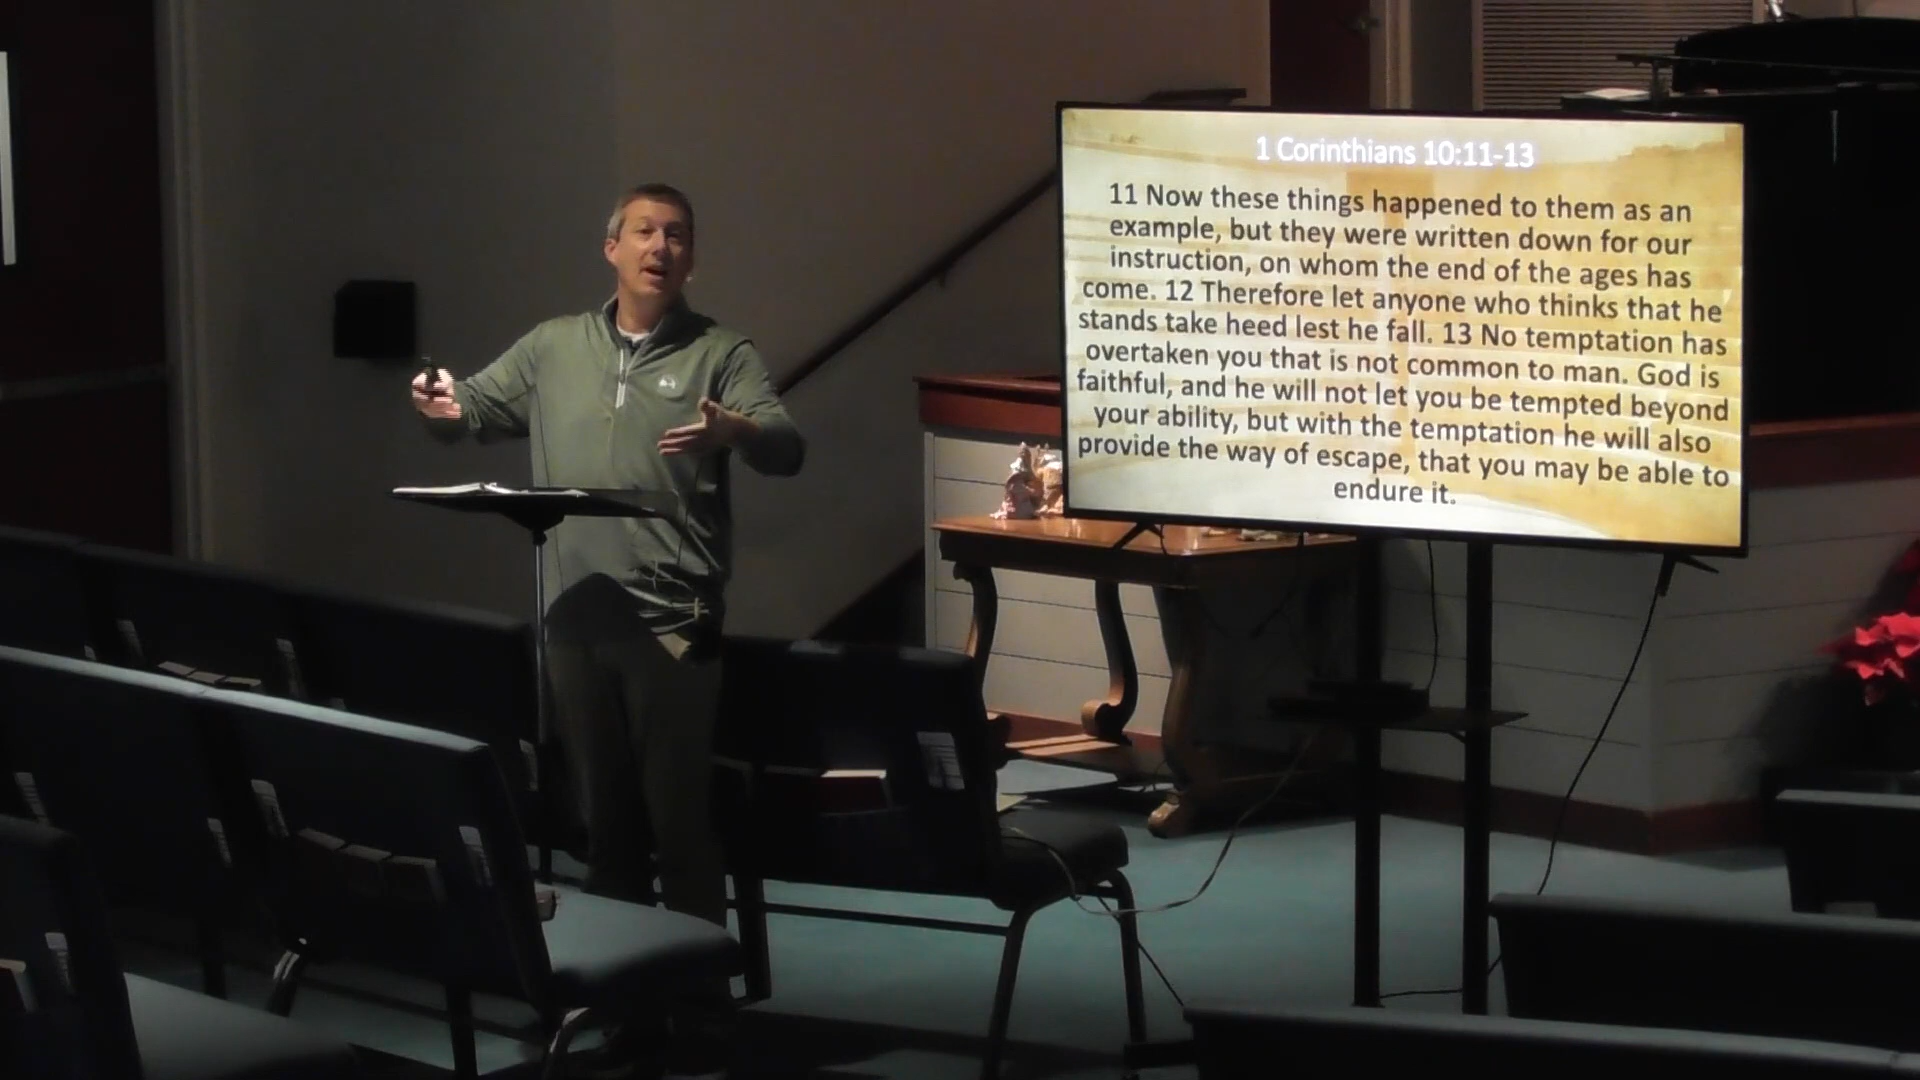 1 Corinthians 10:11-13
11 Now these things happened to them as an
example, but they were written down for our
instruction, on whom the end of the ages has
come. 12 Therefore let anyone who thinks that he
stands take heed lest he fall. 13 No temptation has
overtaken you that is not common to man. God is
faithful, and he will not let you be tempted beyond
your ability, but with the temptation he will also
provide the way of escape, that you may be able to
endure it.